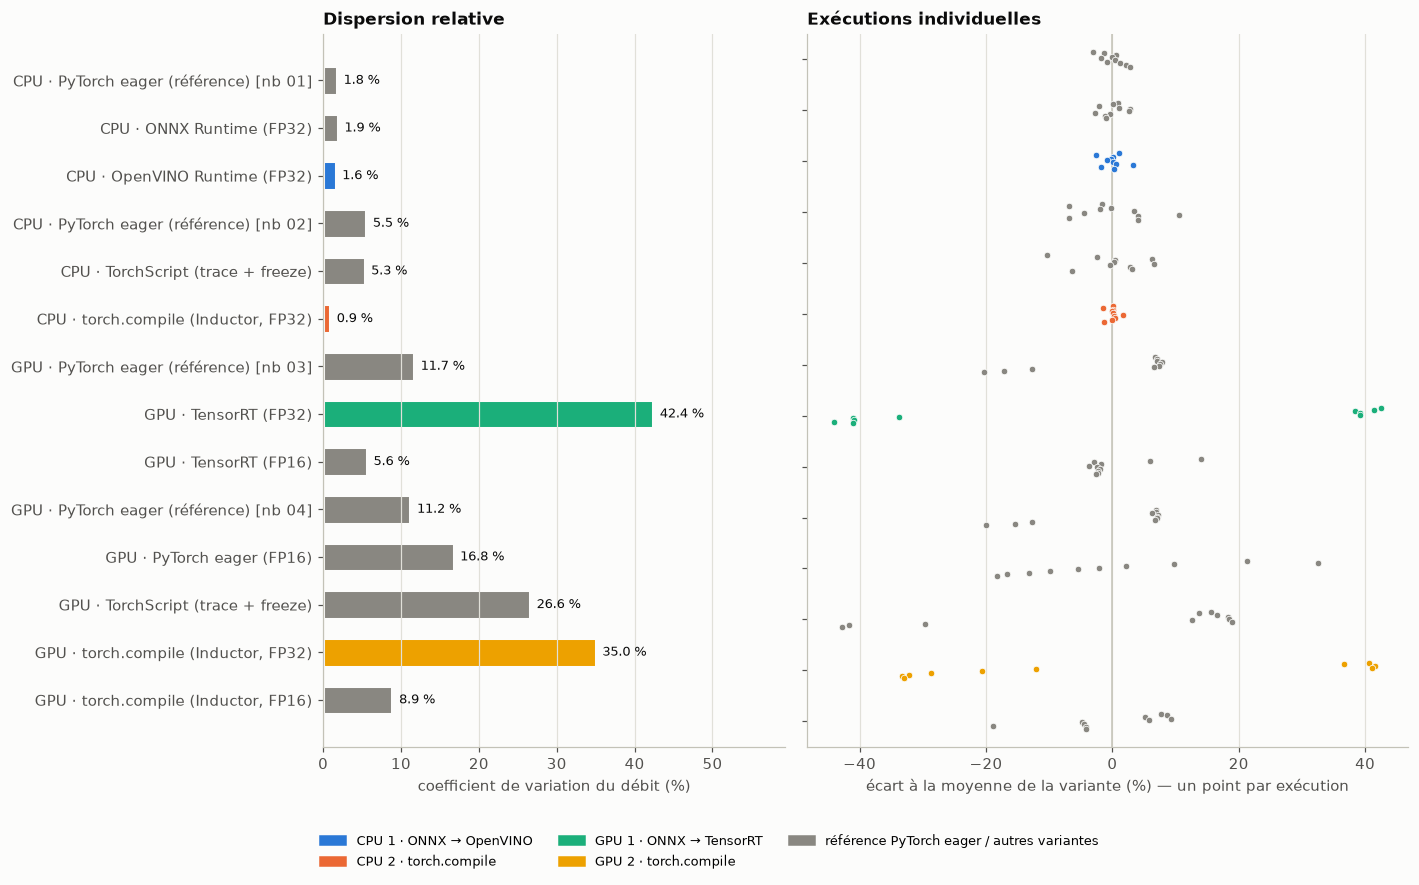 Dispersion relative
Exécutions individuelles
CPU · PyTorch eager (référence) [nb 01]
1.8 %
CPU · ONNX Runtime (FP32)
1.9 %
CPU · OpenVINO Runtime (FP32)
1.6 %
CPU · PyTorch eager (référence) [nb 02]
5.5 %
CPU · TorchScript (trace + freeze)
5.3 %
CPU · torch.compile (Inductor, FP32)
0.9 %
GPU · PyTorch eager (référence) [nb 03]
11.7 %
GPU · TensorRT (FP32)
42.4 %
GPU · TensorRT (FP16)
5.6 %
GPU · PyTorch eager (référence) [nb 04]
11.2 %
GPU · PyTorch eager (FP16)
16.8 %
GPU · TorchScript (trace + freeze)
26.6 %
GPU · torch.compile (Inductor, FP32)
35.0 %
GPU · torch.compile (Inductor, FP16)
8.9 %
0 10 20 30 40 50
coefficient de variation du débit (%)
−40 −20 0 20 40
écart à la moyenne de la variante (%) — un point par exécution
CPU 1 · ONNX → OpenVINO
CPU 2 · torch.compile
GPU 1 · ONNX → TensorRT
GPU 2 · torch.compile
référence PyTorch eager / autres variantes